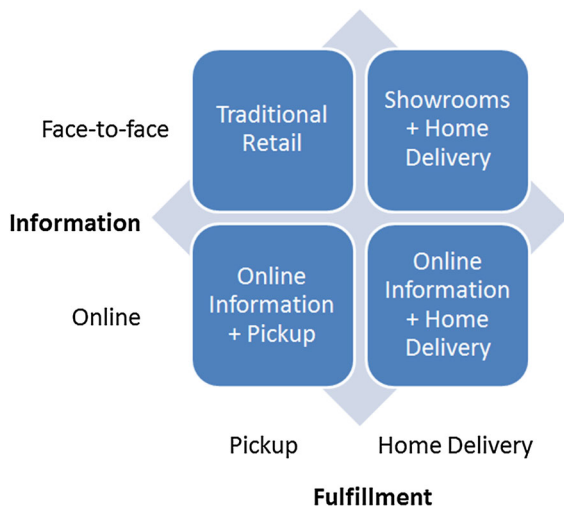 Face-to-face
Traditional
Retail
Showrooms
+ Home
Delivery
Information
Online
Online
Information
+ Pickup
Online
Information
+ Home
Delivery
Pickup
Home Delivery
Fulfillment